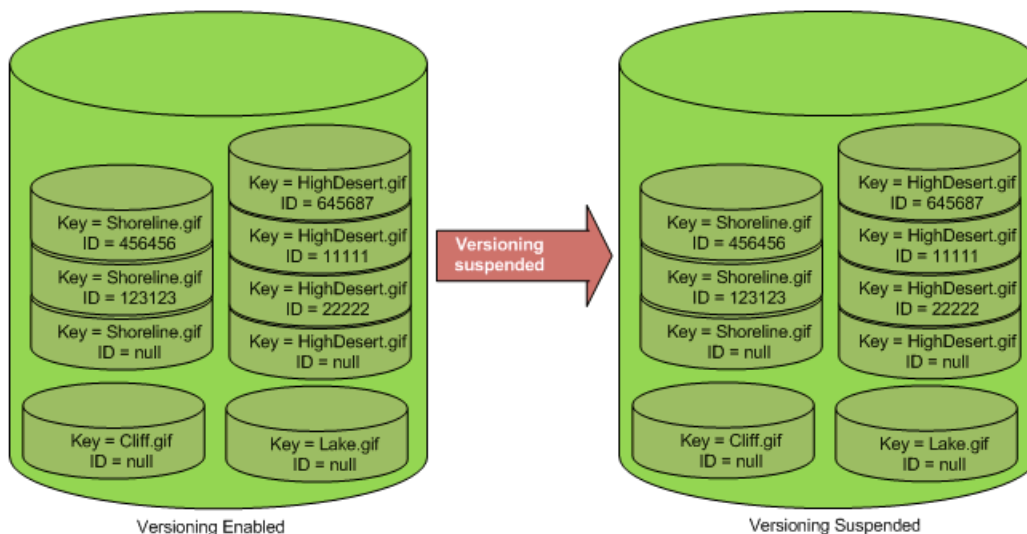 Key = HighDesert.gif
ID = 645687
Key = Shoreline.gif
ID = 456456
Key = HighDesert.gif
ID = 11111
Key = Shoreline.gif
ID = 123123
Key = HighDesert.gif
ID = 22222
Key = Shoreline.gif
ID = null
Key = HighDesert.gif
ID = null
Key = Cliff.gif
ID = null
Key = Lake.gif
ID = null
Versioning Enabled
Versioning
suspended
Key = HighDesert.gif
ID = 645687
Key = Shoreline.gif
ID = 456456
Key = HighDesert.gif
ID = 11111
Key = Shoreline.gif
ID = 123123
Key = HighDesert.gif
ID = 22222
Key = Shoreline.gif
ID = null
Key = HighDesert.gif
ID = null
Key = Cliff.gif
ID = null
Key = Lake.gif
ID = null
Versioning Suspended